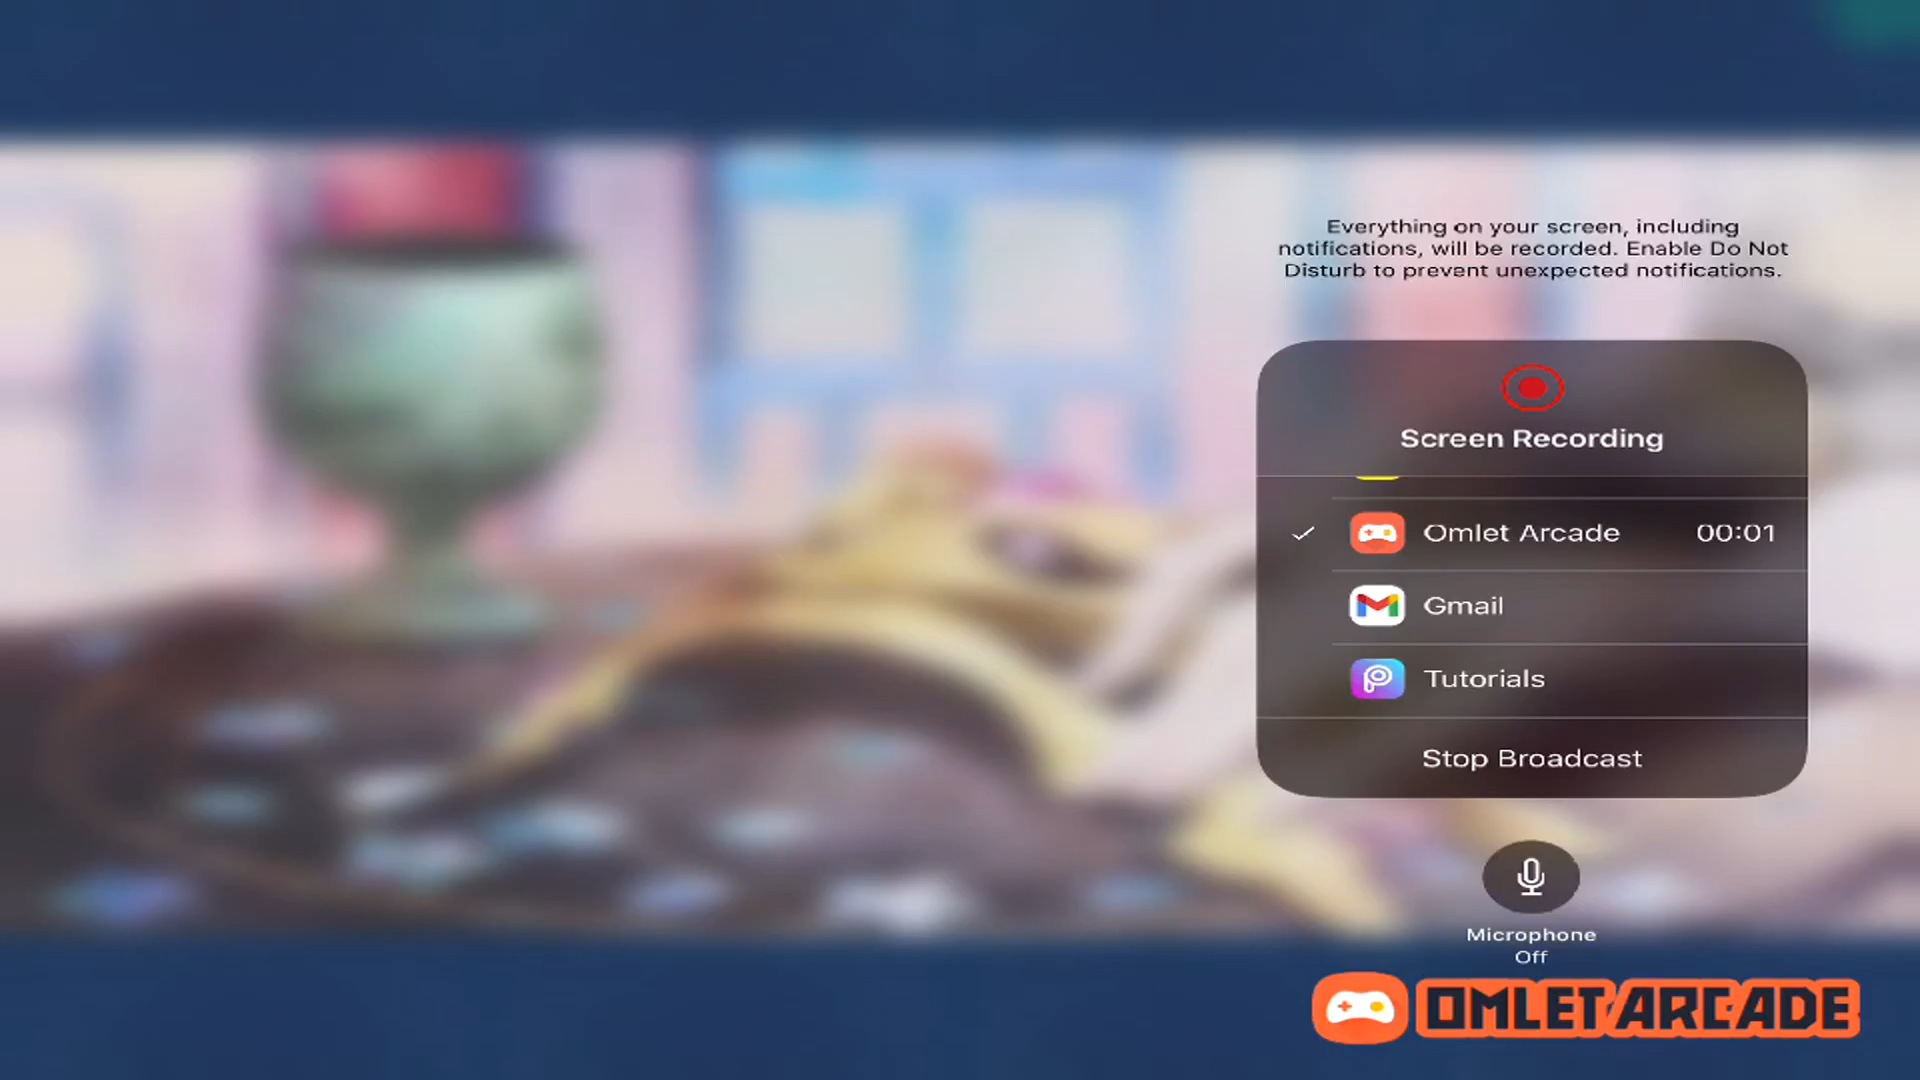 Everything on your screen, including
notifications, will be recorded. Enable Do Not
Disturb to prevent unexpected notifications.
Screen Recording
Omlet Arcade 00:01
Gmail
Tutorials
Stop Broadcast
Microphone
Off
OMLET ARCADE